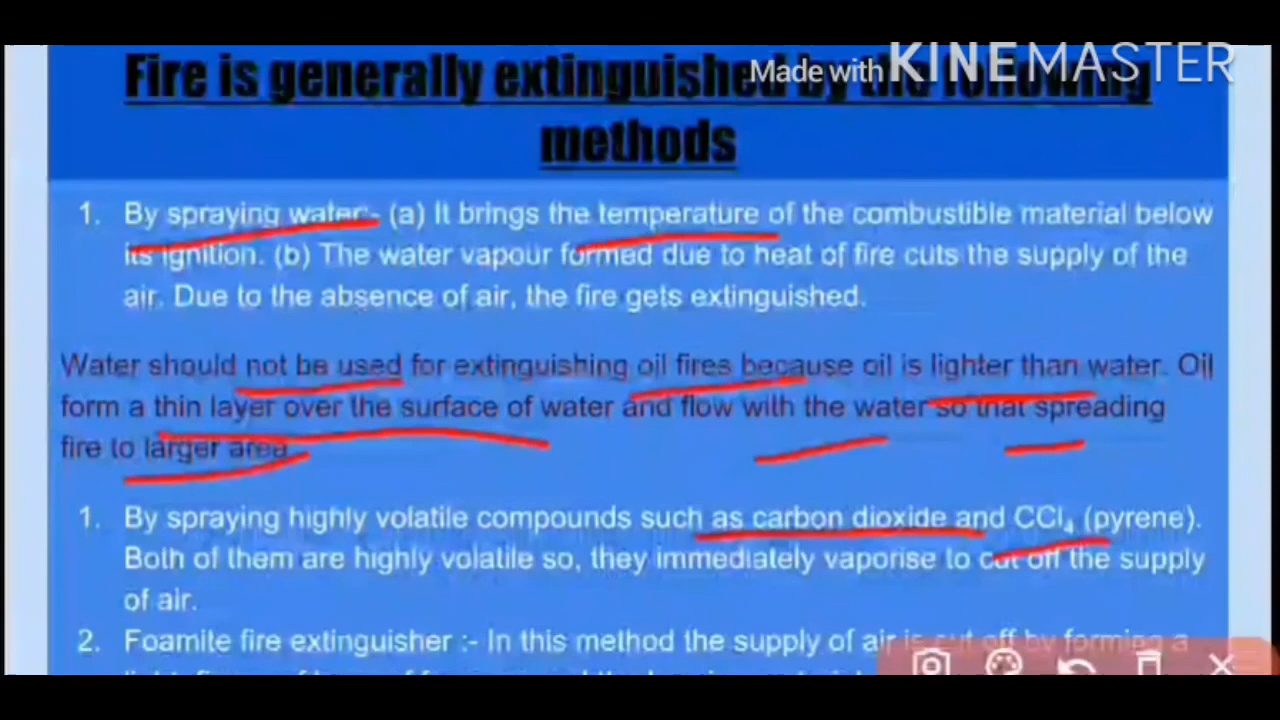 Made with KINEMASTER
Fire is generally extinguished by the following
methods
1. By spraying water:- (a) It brings the temperature of the combustible material below
its ignition. (b) The water vapour formed due to heat of fire cuts the supply of the
air. Due to the absence of air, the fire gets extinguished.
Water should not be used for extinguishing oil fires because oil is lighter than water. Oil
form a thin layer over the surface of water and flow with the water so that spreading
fire to larger area.
1. By spraying highly volatile compounds such as carbon dioxide and CCl₄ (pyrene).
Both of them are highly volatile so, they immediately vaporise to cut off the supply
of air.
2. Foamite fire extinguisher :- In this method the supply of air is cut off by forming a